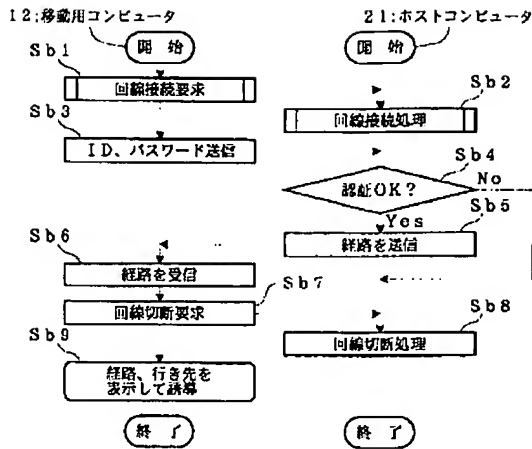 12:移動用コンピュータ
21:ホストコンピュータ
開 始
開 始
Sb1
回線接続要求
Sb2
回線接続処理
Sb3
ID、パスワード送信
Sb4
認証OK?
No
Yes
Sb5
経路を送信
Sb6
経路を受信
Sb7
回線切断要求
Sb8
回線切断処理
Sb9
経路、行き先を
表示して誘導
終 了
終 了